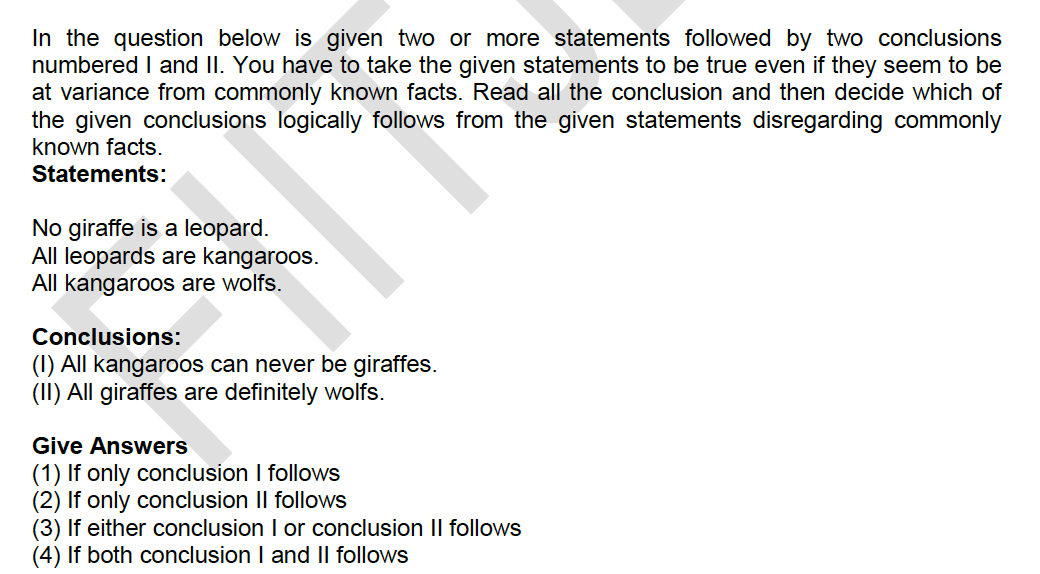 In the question below is given two or more statements followed by two conclusions
numbered I and II. You have to take the given statements to be true even if they seem to be
at variance from commonly known facts. Read all the conclusion and then decide which of
the given conclusions logically follows from the given statements disregarding commonly
known facts.
Statements:
No giraffe is a leopard.
All leopards are kangaroos.
All kangaroos are wolfs.
Conclusions:
(I) All kangaroos can never be giraffes.
(II) All giraffes are definitely wolfs.
Give Answers
(1) If only conclusion I follows
(2) If only conclusion II follows
(3) If either conclusion I or conclusion II follows
(4) If both conclusion I and II follows